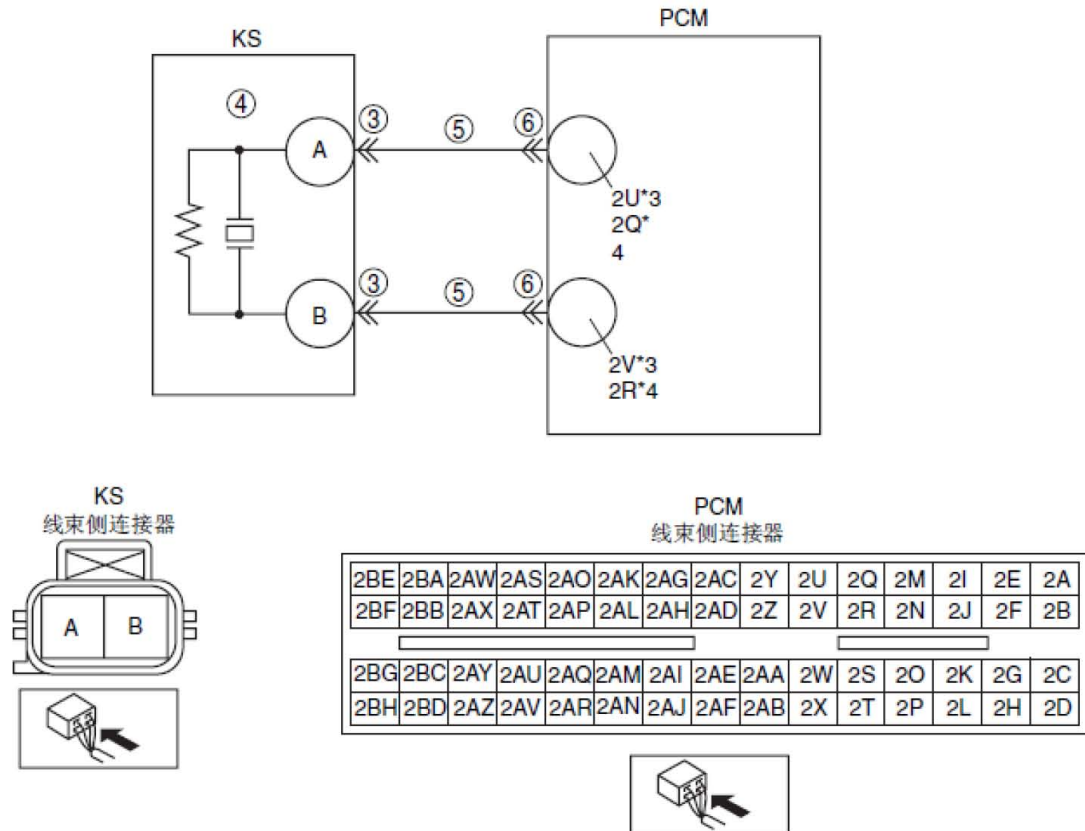 KS
PCM
④
A
③
⑤
⑥
2U*3
2Q*
4
B
③
⑤
⑥
2V*3
2R*4
KS
线束侧连接器
A B
PCM
线束侧连接器
2BE 2BA 2AW 2AS 2AO 2AK 2AG 2AC 2Y 2U 2Q 2M 2I 2E 2A
2BF 2BB 2AX 2AT 2AP 2AL 2AH 2AD 2Z 2V 2R 2N 2J 2F 2B
2BG 2BC 2AY 2AU 2AQ 2AM 2AI 2AE 2AA 2W 2S 2O 2K 2G 2C
2BH 2BD 2AZ 2AV 2AR 2AN 2AJ 2AF 2AB 2X 2T 2P 2L 2H 2D